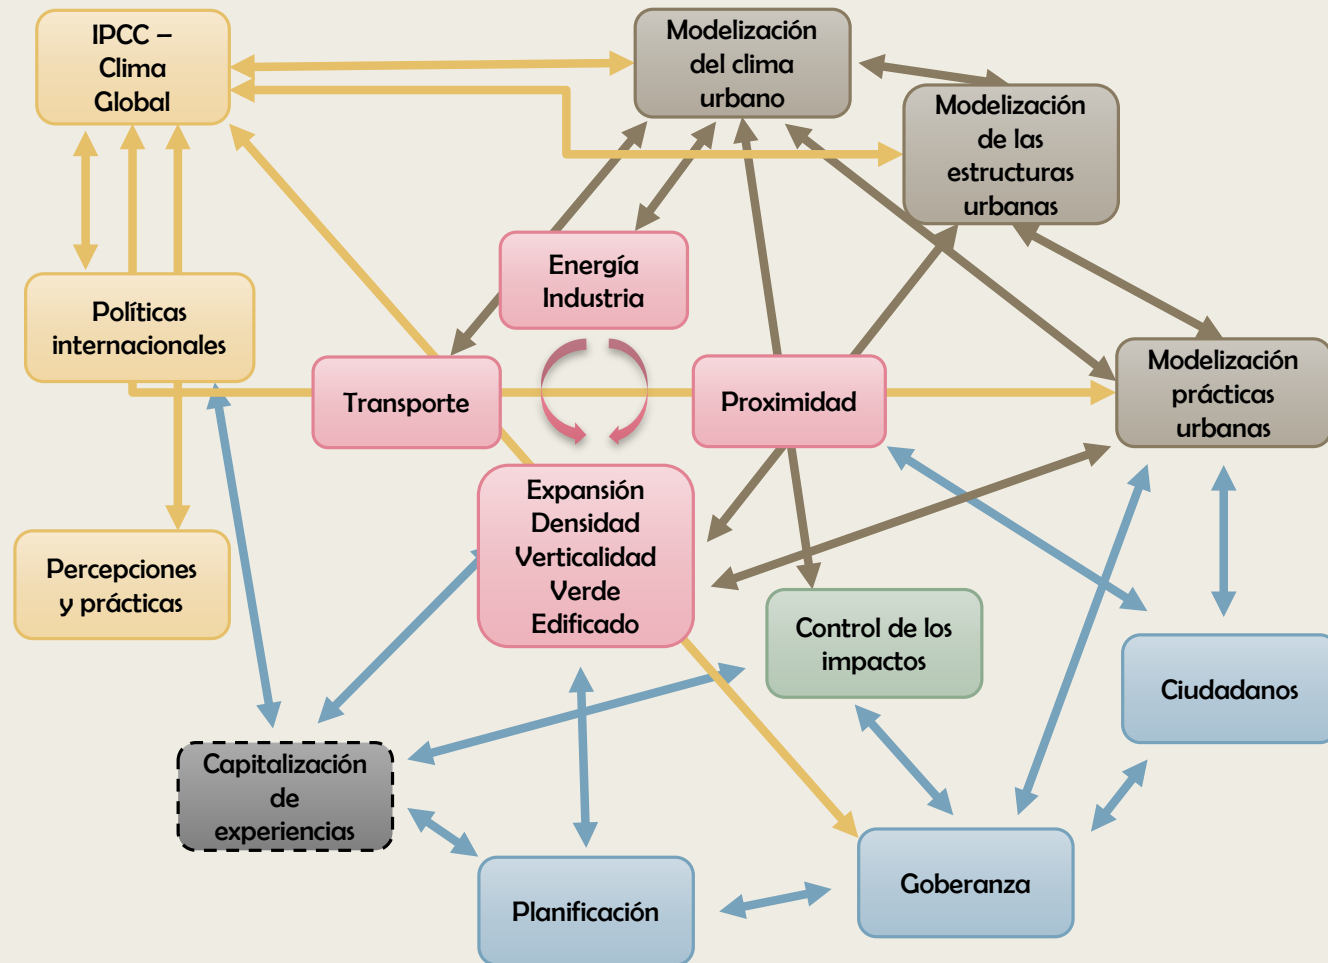 IPCC –
Clima
Global
Modelización
del clima
urbano
Modelización
de las
estructuras
urbanas
Energía
Industria
Políticas
internacionales
Transporte
Proximidad
Modelización
prácticas
urbanas
Expansión
Densidad
Verticalidad
Verde
Edificado
Percepciones
y prácticas
Control de los
impactos
Ciudadanos
Capitalización
de
experiencias
Planificación
Goberanza